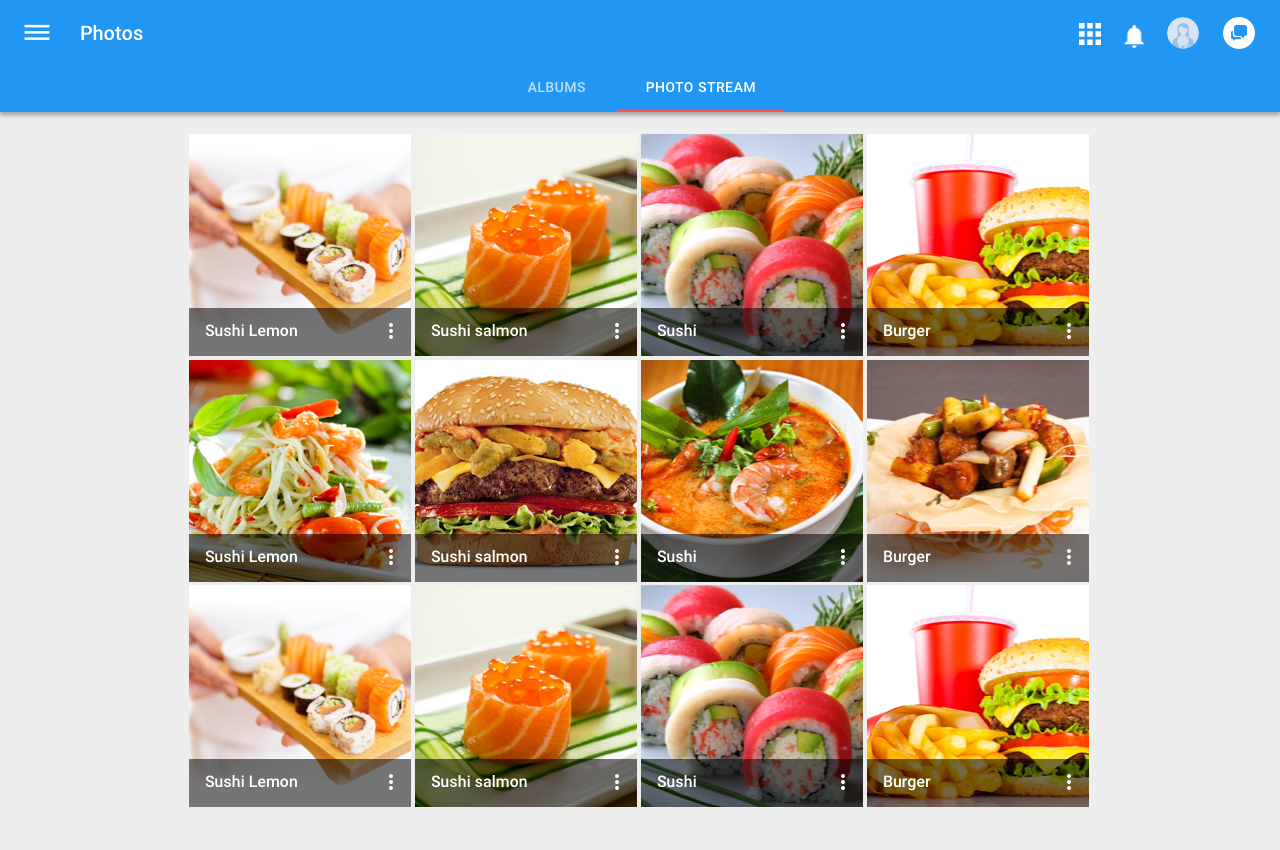 Photos
ALBUMS
PHOTO STREAM
Sushi Lemon
Sushi salmon
Sushi
Burger
Sushi Lemon
Sushi salmon
Sushi
Burger
Sushi Lemon
Sushi salmon
Sushi
Burger